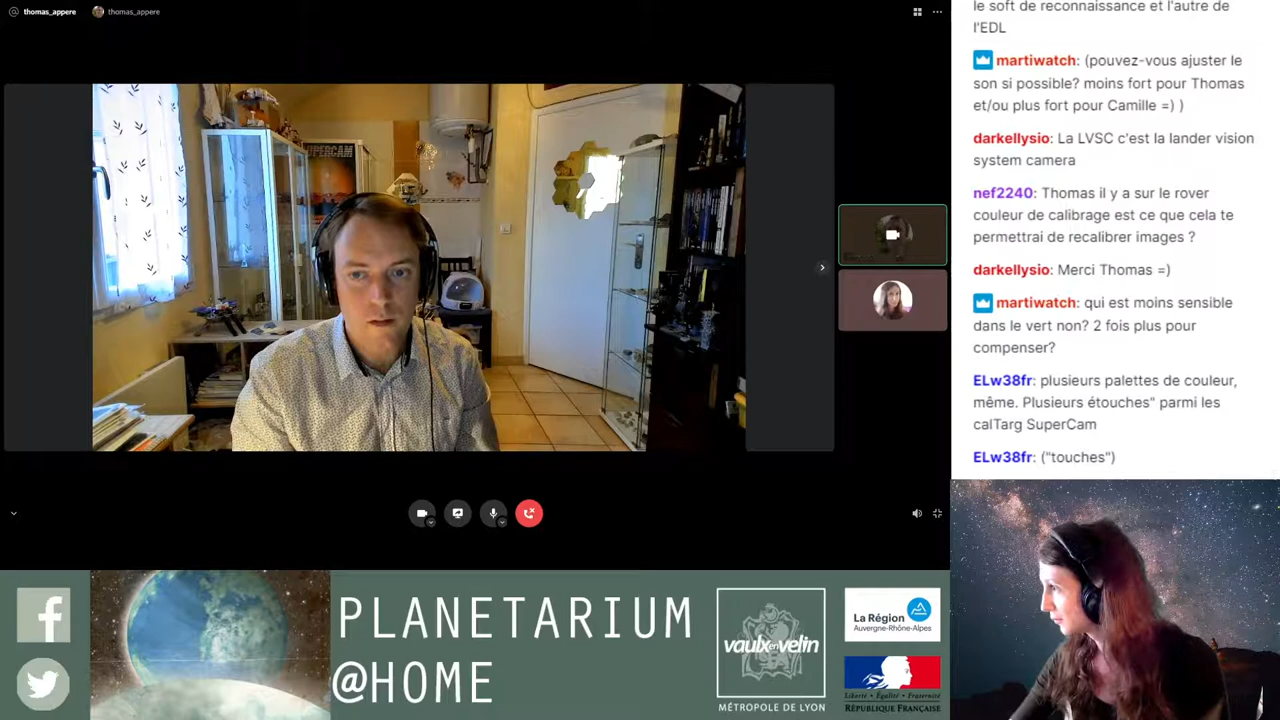 thomas_appere
thomas_appere
SUPERCAM
le soft de reconnaissance et l'autre de
l'EDL
martiwatch: (pouvez-vous ajuster le
son si possible? moins fort pour Thomas
et/ou plus fort pour Camille =) )
darkellysio: La LVSC c'est la lander vision
system camera
nef2240: Thomas il y a sur le rover
couleur de calibrage est ce que cela te
permettrai de recalibrer images ?
darkellysio: Merci Thomas =)
martiwatch: qui est moins sensible
dans le vert non? 2 fois plus pour
compenser?
ELw38fr: plusieurs palettes de couleur,
même. Plusieurs étouches" parmi les
calTarg SuperCam
ELw38fr: ("touches")
PLANETARIUM
@HOME
vaulx en velin
MÉTROPOLE DE LYON
La Région
Auvergne-Rhône-Alpes
Liberté • Égalité • Fraternité
RÉPUBLIQUE FRANÇAISE